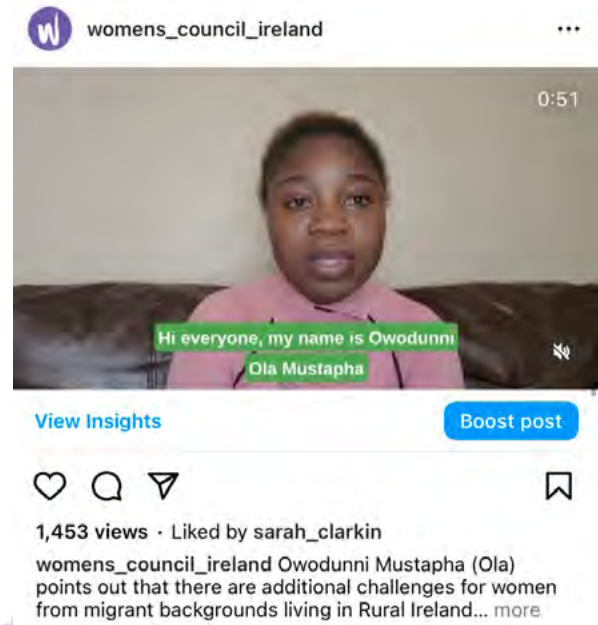 womens_council_ireland
0:51
Hi everyone, my name is Owodunni
Ola Mustapha
View Insights
Boost post
1,453 views · Liked by sarah_clarkin
womens_council_ireland Owodunni Mustapha (Ola)
points out that there are additional challenges for women
from migrant backgrounds living in Rural Ireland... more